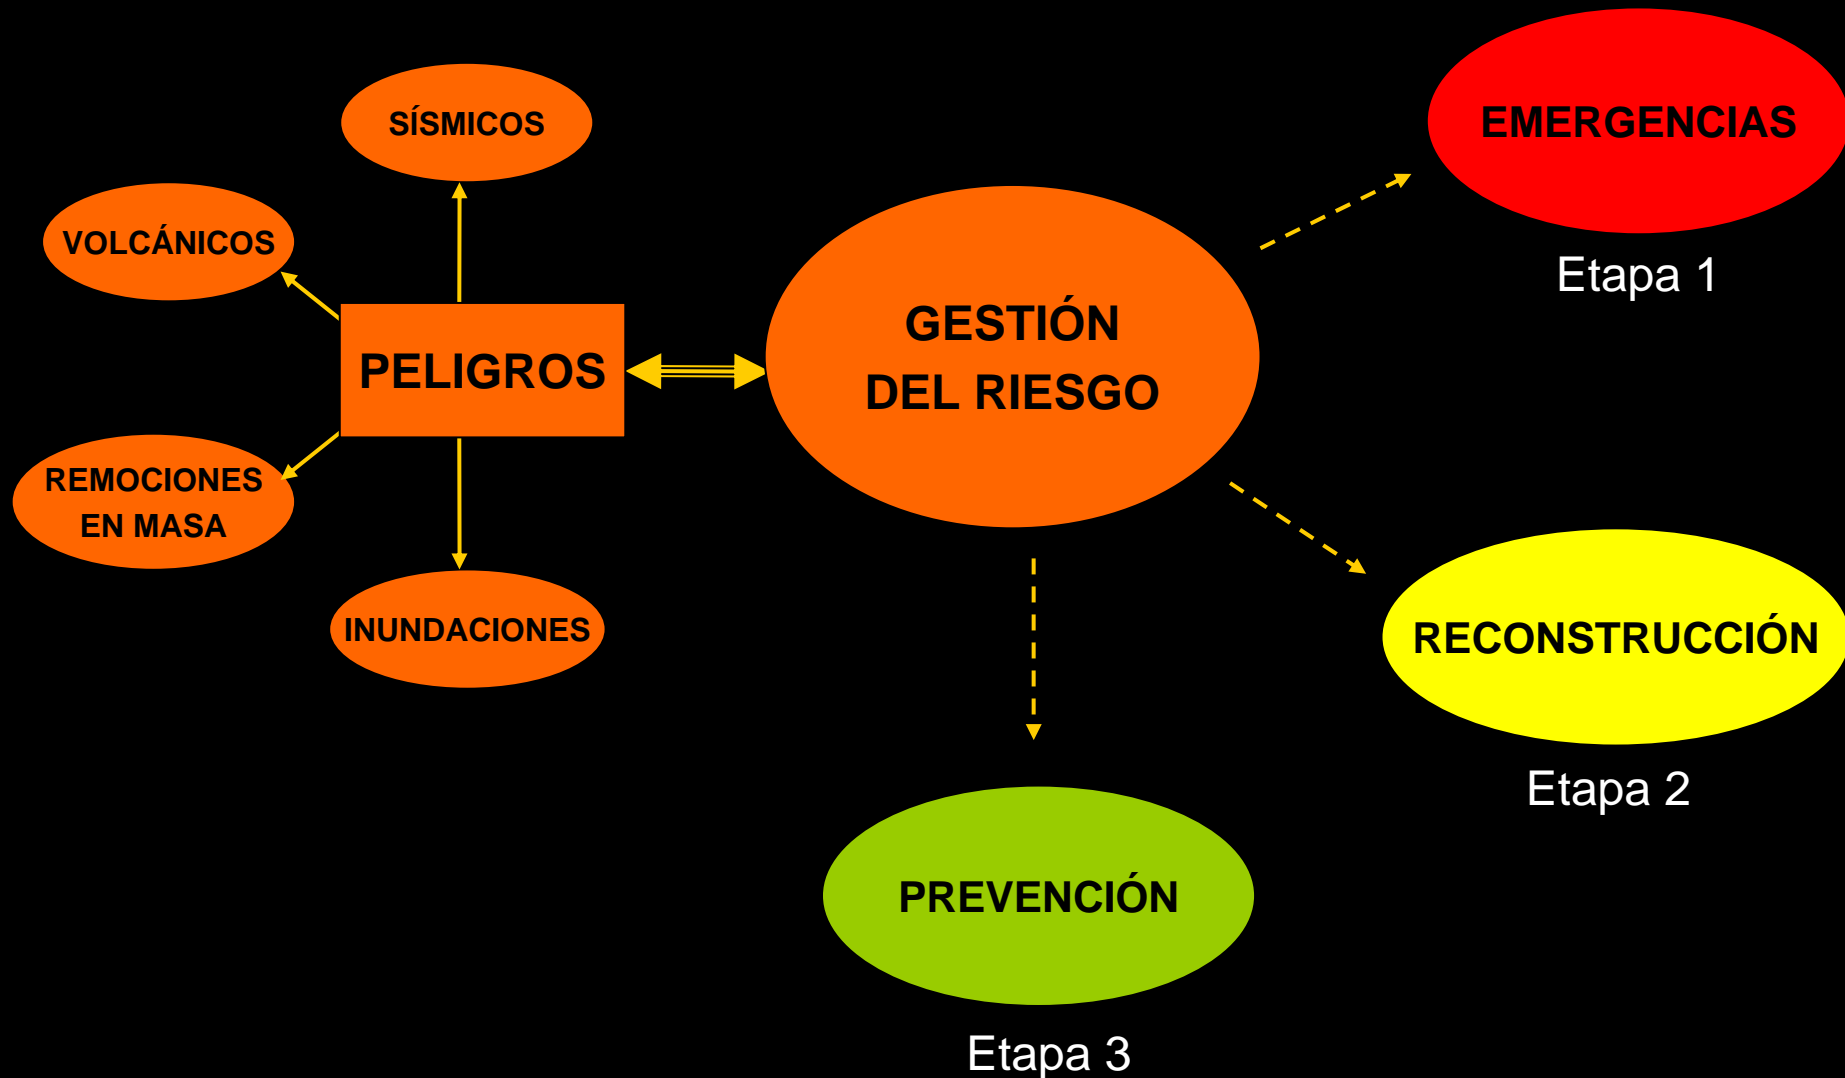 SÍSMICOS
VOLCÁNICOS
PELIGROS
REMOCIONES
EN MASA
INUNDACIONES
GESTIÓN
DEL RIESGO
EMERGENCIAS
Etapa 1
RECONSTRUCCIÓN
Etapa 2
PREVENCIÓN
Etapa 3